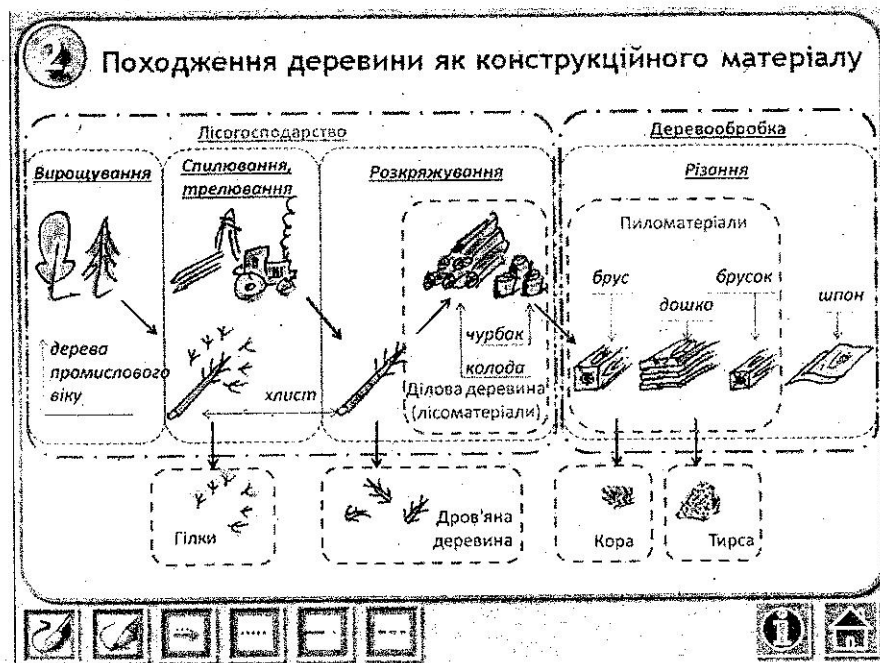 Походження деревини як конструкційного матеріалу
Лісогосподарство
Деревообробка
Вирощування
Спилювання,
трелювання
Розкряжування
Різання
Пиломатеріали
брус
дошка
брусок
шпон
чурбак
колода
Ділова деревина
(лісоматеріали)
дерева
промислового
віку
хлист
Гілки
Дров'яна
деревина
Кора
Тирса